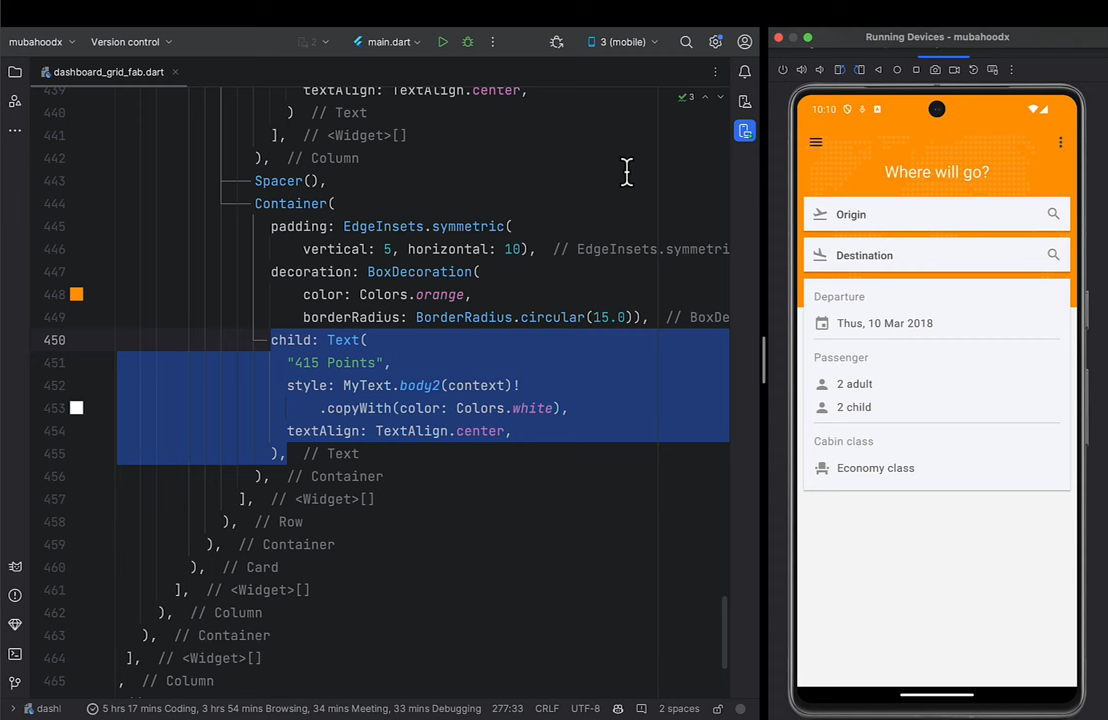 mubahoodx
Version control
2
main.dart
3 (mobile)
dashboard_grid_fab.dart
3
439 textAlign: TextAlign.center,
440 ) // Text
441 ], // <Widget>[]
442 ), // Column
443 Spacer(),
444 Container(
445 padding: EdgeInsets.symmetric(
446 vertical: 5, horizontal: 10), // EdgeInsets.symmetri
447 decoration: BoxDecoration(
448 color: Colors.orange,
449 borderRadius: BorderRadius.circular(15.0)), // BoxDe
450 child: Text(
451 "415 Points",
452 style: MyText.body2(context)!
453 .copyWith(color: Colors.white),
454 textAlign: TextAlign.center,
455 ), // Text
456 ), // Container
457 ], // <Widget>[]
458 ), // Row
459 ), // Container
460 ), // Card
461 ], // <Widget>[]
462 ), // Column
463 ), // Container
464 ], // <Widget>[]
465 , // Column
dashl
5 hrs 17 mins Coding, 3 hrs 54 mins Browsing, 34 mins Meeting, 33 mins Debugging
277:33
CRLF
UTF-8
2 spaces
Running Devices - mubahoodx
10:10
Where will go?
Origin
Destination
Departure
Thus, 10 Mar 2018
Passenger
2 adult
2 child
Cabin class
Economy class